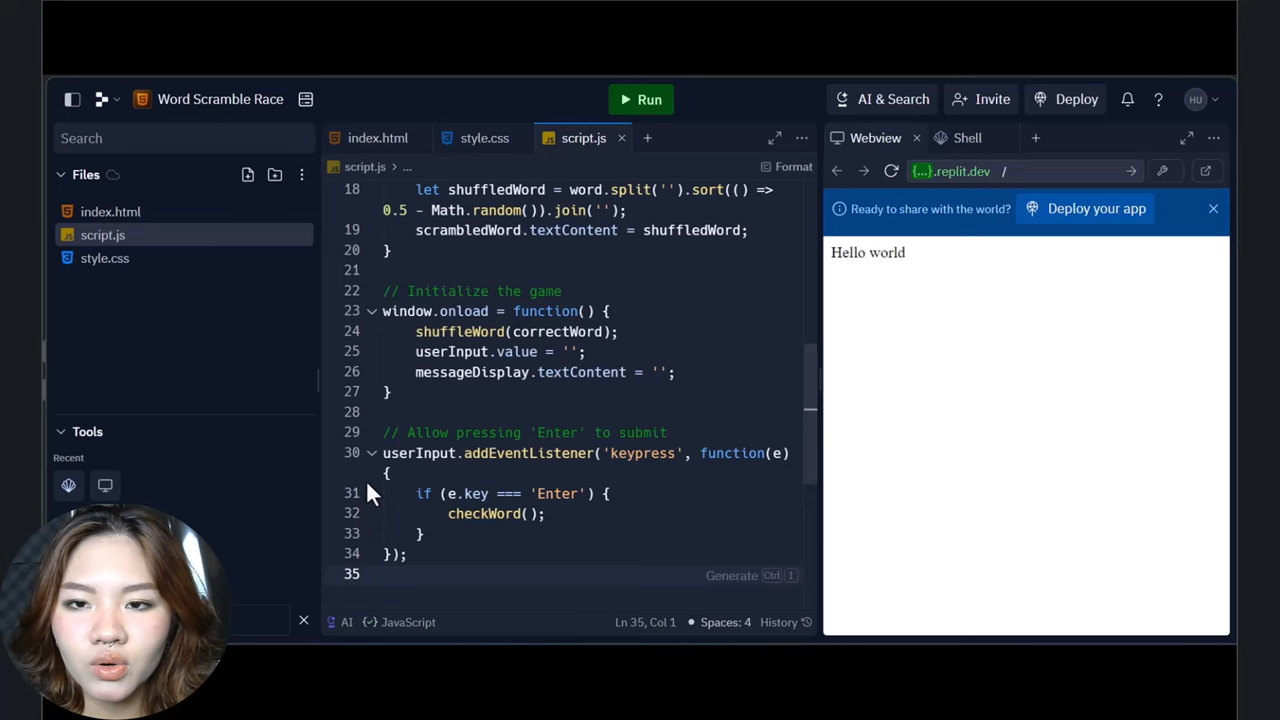 Word Scramble Race
Run
AI & Search
Invite
Deploy
HU
Search
Files
index.html
script.js
style.css
Tools
Recent
index.html
style.css
script.js
script.js > ...
Format
18 let shuffledWord = word.split('').sort(() =>
0.5 - Math.random()).join('');
19 scrambledWord.textContent = shuffledWord;
20 }
21
22 // Initialize the game
23 window.onload = function() {
24 shuffleWord(correctWord);
25 userInput.value = '';
26 messageDisplay.textContent = '';
27 }
28
29 // Allow pressing 'Enter' to submit
30 userInput.addEventListener('keypress', function(e)
{
31 if (e.key === 'Enter') {
32 checkWord();
33 }
34 });
35
Generate Ctrl I
AI
JavaScript
Ln 35, Col 1
Spaces: 4
History
Webview
Shell
{...}.replit.dev /
Ready to share with the world?
Deploy your app
Hello world